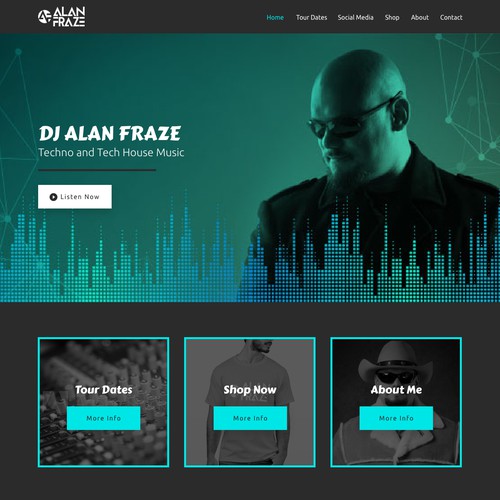 ALAN
FRAZE
Home Tour Dates Social Media Shop About Contact
DJ ALAN FRAZE
Techno and Tech House Music
Listen Now
Tour Dates
More Info
Shop Now
More Info
About Me
More Info